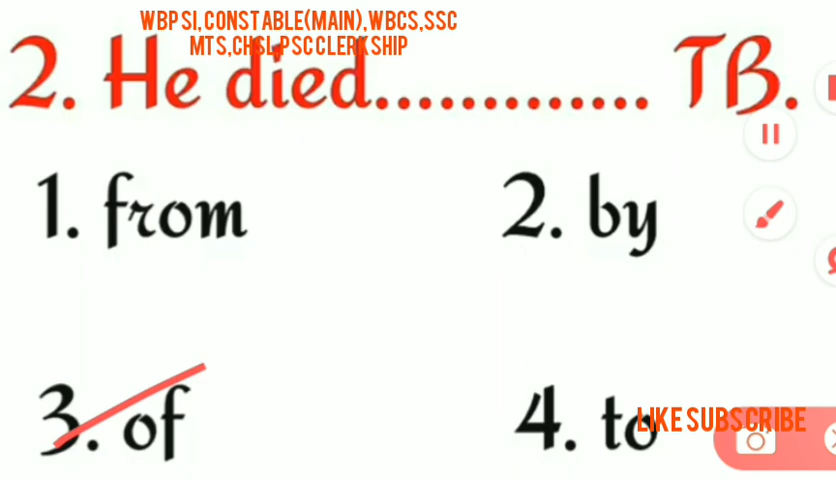 WBPSI,CONSTABLE(MAIN),WBCS,SSC
MTS,CHSL,PSC CLERKSHIP
2. He died............. TB.
1. from
2. by
3. of
4. to
LIKE SUBSCRIBE